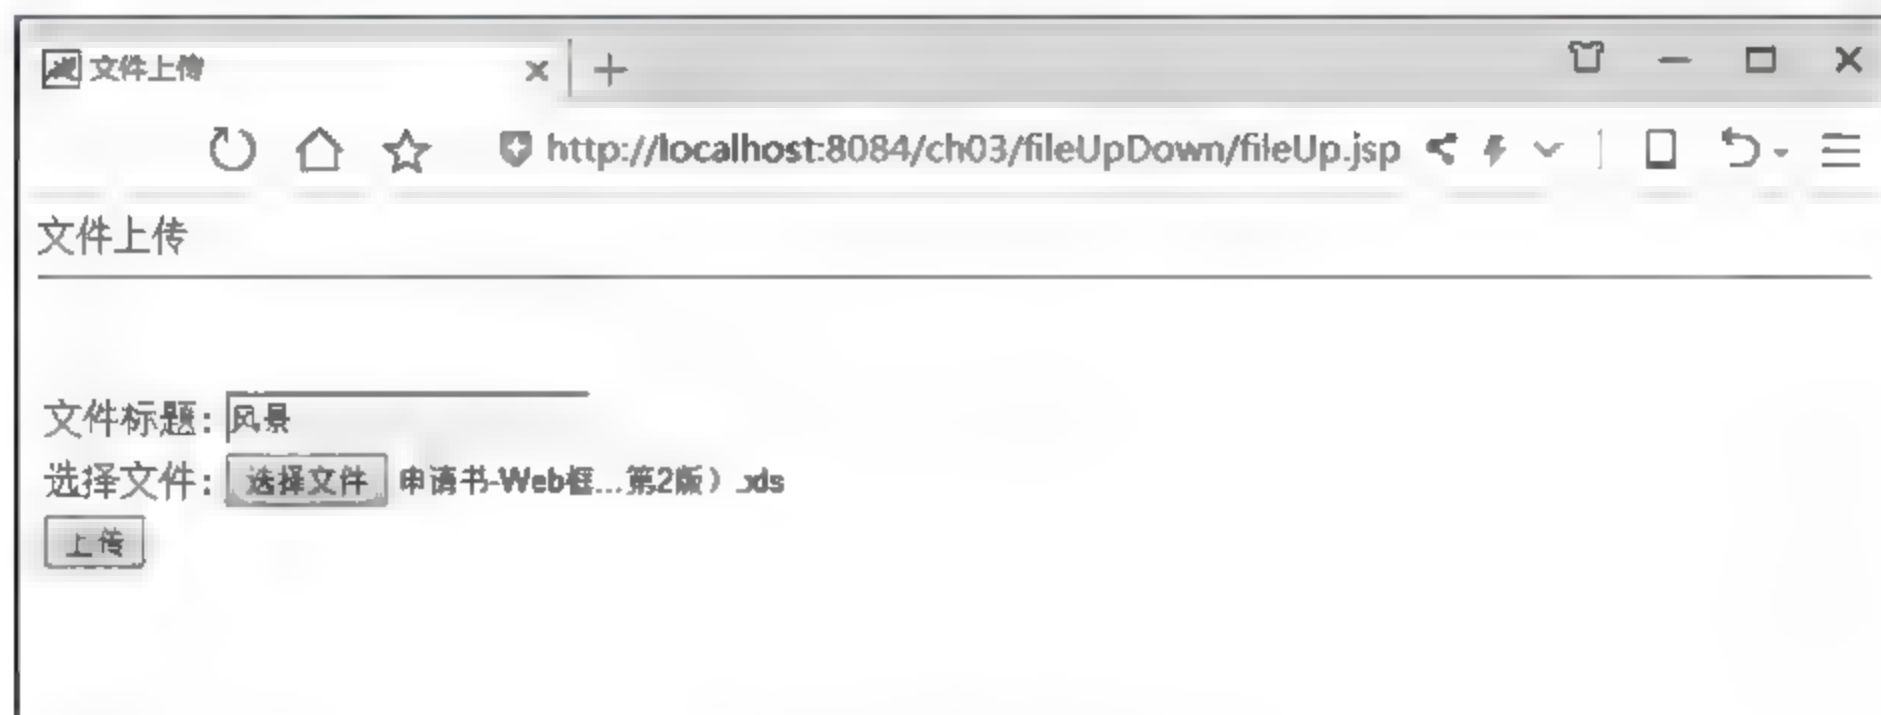 文件上传
http://localhost:8084/ch03/fileUpDown/fileUp.jsp
文件上传
文件标题: 风景
选择文件: 选择文件 申请书-Web框...第2版）.xls
上传